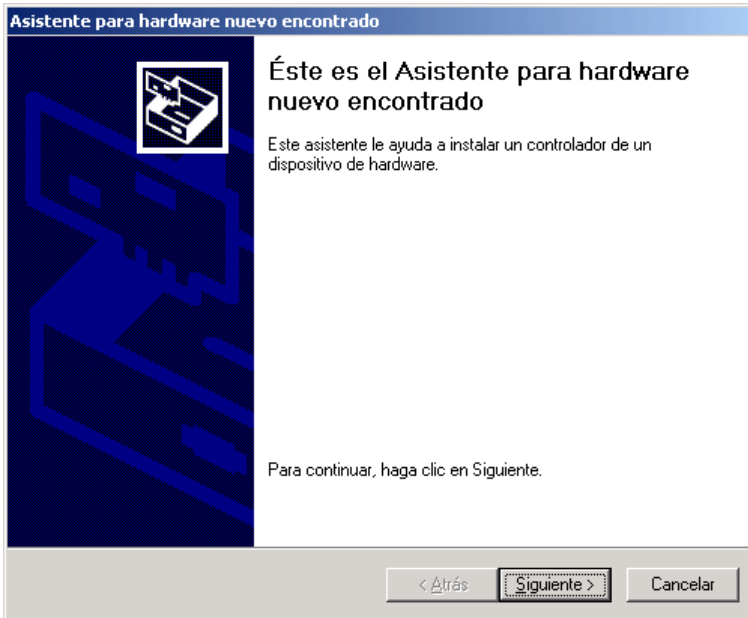 Asistente para hardware nuevo encontrado
Éste es el Asistente para hardware
nuevo encontrado
Este asistente le ayuda a instalar un controlador de un
dispositivo de hardware.
Para continuar, haga clic en Siguiente.
< Atrás
Siguiente >
Cancelar